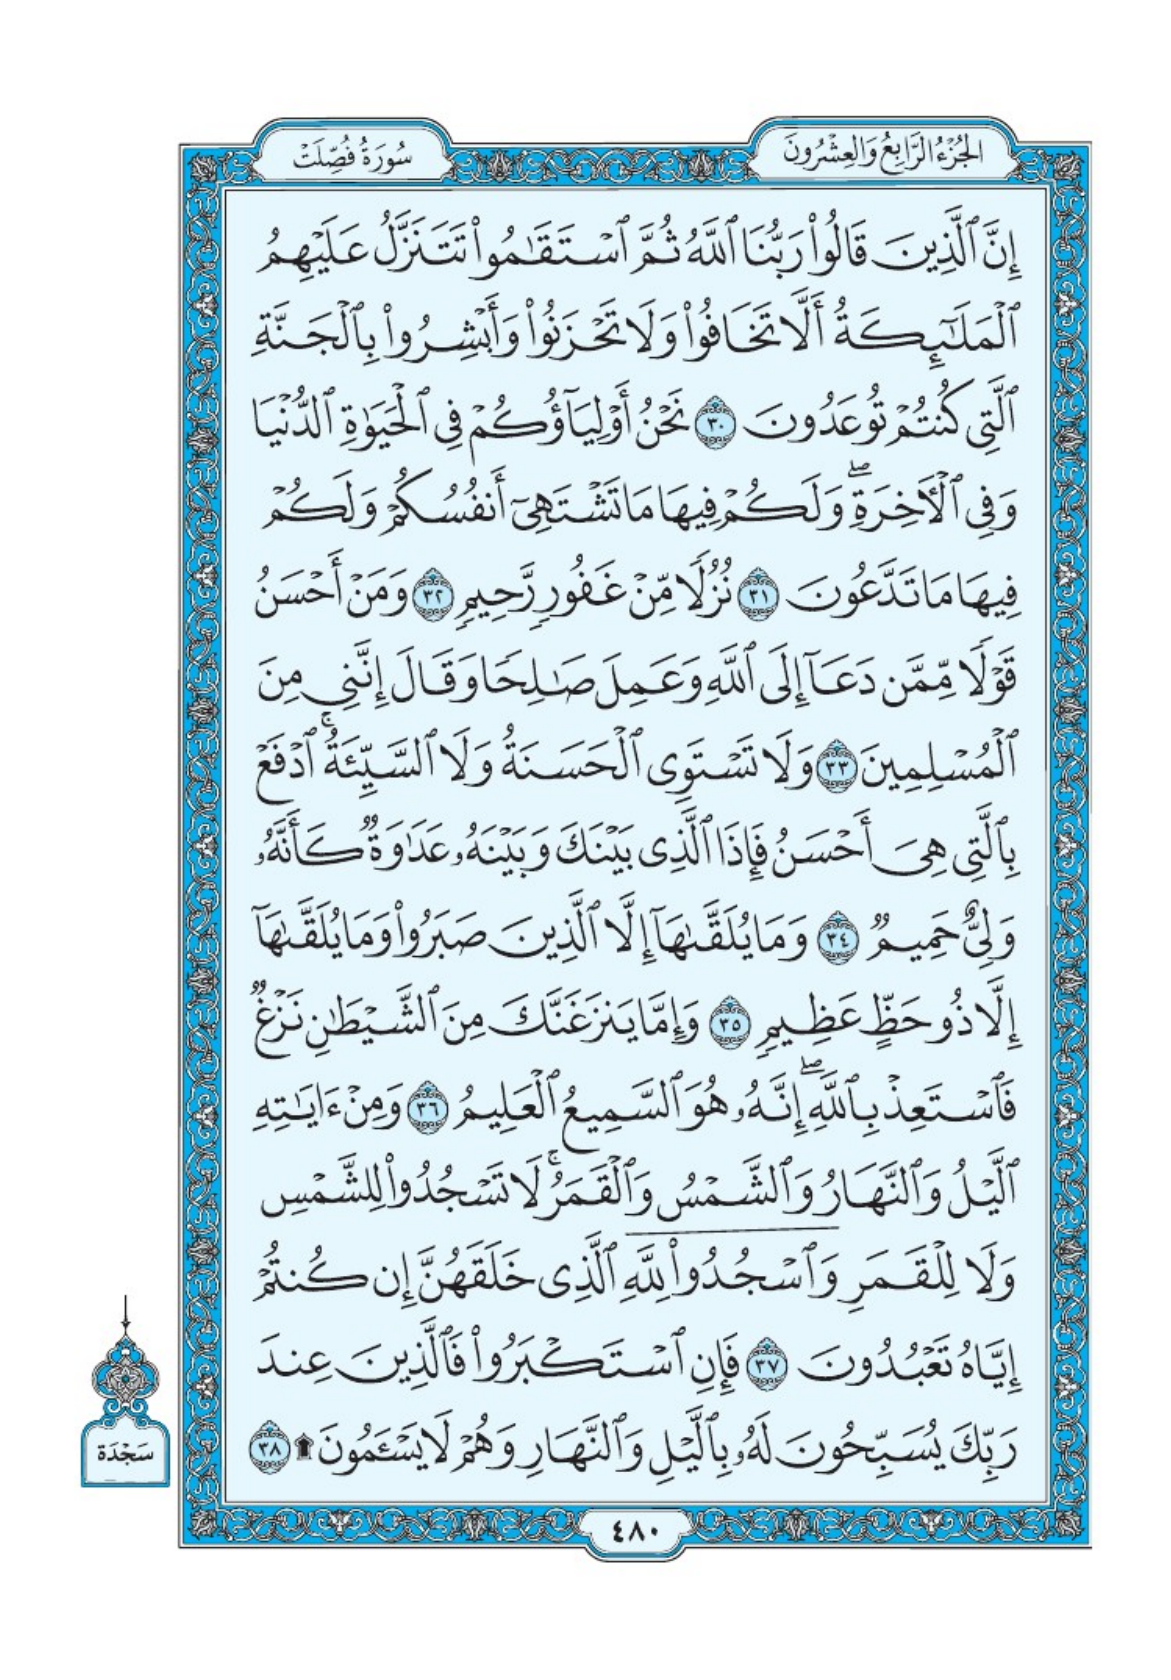 الجُزْءُ الرَّابِعُ وَالعِشْرُونَ
سُورَةُ فُصِّلَتْ
إِنَّ ٱلَّذِينَ قَالُوا۟ رَبُّنَا ٱللَّهُ ثُمَّ ٱسْتَقَـٰمُوا۟ تَتَنَزَّلُ عَلَيْهِمُ
ٱلْمَلَـٰٓئِكَةُ أَلَّا تَخَافُوا۟ وَلَا تَحْزَنُوا۟ وَأَبْشِرُوا۟ بِٱلْجَنَّةِ
ٱلَّتِى كُنتُمْ تُوعَدُونَ ٣٠ نَحْنُ أَوْلِيَآؤُكُمْ فِى ٱلْحَيَوٰةِ ٱلدُّنْيَا
وَفِى ٱلْـَٔاخِرَةِۖ وَلَكُمْ فِيهَا مَا تَشْتَهِىٓ أَنفُسُكُمْ وَلَكُمْ
فِيهَا مَا تَدَّعُونَ ٣١ نُزُلًا مِّنْ غَفُورٍ رَّحِيمٍ ٣٢ وَمَنْ أَحْسَنُ
قَوْلًا مِّمَّن دَعَآ إِلَى ٱللَّهِ وَعَمِلَ صَـٰلِحًا وَقَالَ إِنَّنِى مِنَ
ٱلْمُسْلِمِينَ ٣٣ وَلَا تَسْتَوِى ٱلْحَسَنَةُ وَلَا ٱلسَّيِّئَةُۚ ٱدْفَعْ
بِٱلَّتِى هِىَ أَحْسَنُ فَإِذَا ٱلَّذِى بَيْنَكَ وَبَيْنَهُۥ عَدَٰوَةٌ كَأَنَّهُۥ
وَلِىٌّ حَمِيمٌ ٣٤ وَمَا يُلَقَّىٰهَآ إِلَّا ٱلَّذِينَ صَبَرُوا۟ وَمَا يُلَقَّىٰهَآ
إِلَّا ذُو حَظٍّ عَظِيمٍ ٣٥ وَإِمَّا يَنزَغَنَّكَ مِنَ ٱلشَّيْطَـٰنِ نَزْغٌ
فَٱسْتَعِذْ بِٱللَّهِۖ إِنَّهُۥ هُوَ ٱلسَّمِيعُ ٱلْعَلِيمُ ٣٦ وَمِنْ ءَايَـٰتِهِ
ٱلَّيْلُ وَٱلنَّهَارُ وَٱلشَّمْسُ وَٱلْقَمَرُۚ لَا تَسْجُدُوا۟ لِلشَّمْسِ
وَلَا لِلْقَمَرِ وَٱسْجُدُوا۟ لِلَّهِ ٱلَّذِى خَلَقَهُنَّ إِن كُنتُمْ
إِيَّاهُ تَعْبُدُونَ ٣٧ فَإِنِ ٱسْتَكْبَرُوا۟ فَٱلَّذِينَ عِندَ
رَبِّكَ يُسَبِّحُونَ لَهُۥ بِٱلَّيْلِ وَٱلنَّهَارِ وَهُمْ لَا يَسْـَٔمُونَ ۩ ٣٨
سَجْدَة
٤٨٠